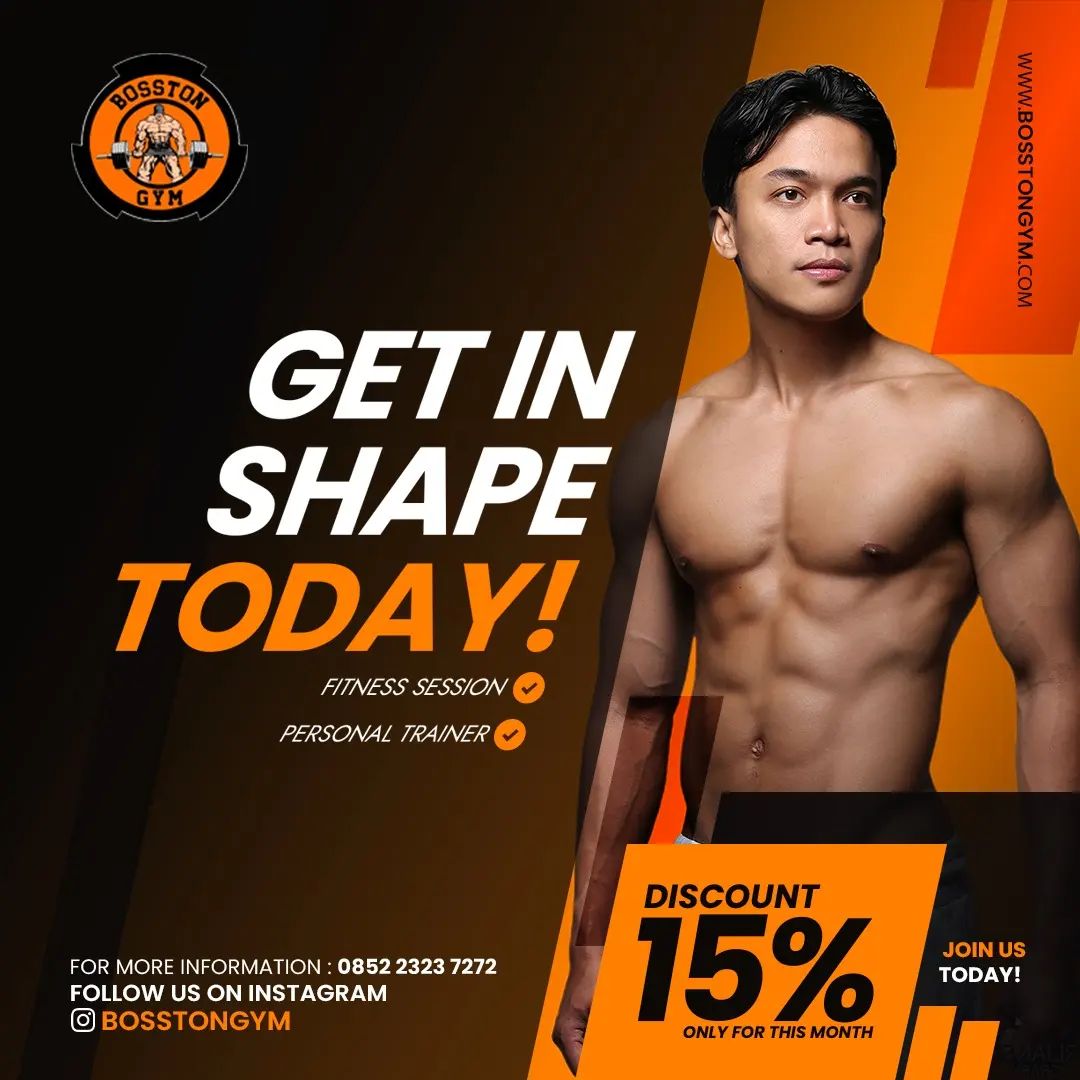 BOSSTON
GYM
WWW.BOSSTONGYM.COM
GET IN
SHAPE
TODAY!
FITNESS SESSION
PERSONAL TRAINER
DISCOUNT
15%
ONLY FOR THIS MONTH
JOIN US
TODAY!
FOR MORE INFORMATION : 0852 2323 7272
FOLLOW US ON INSTAGRAM
BOSSTONGYM